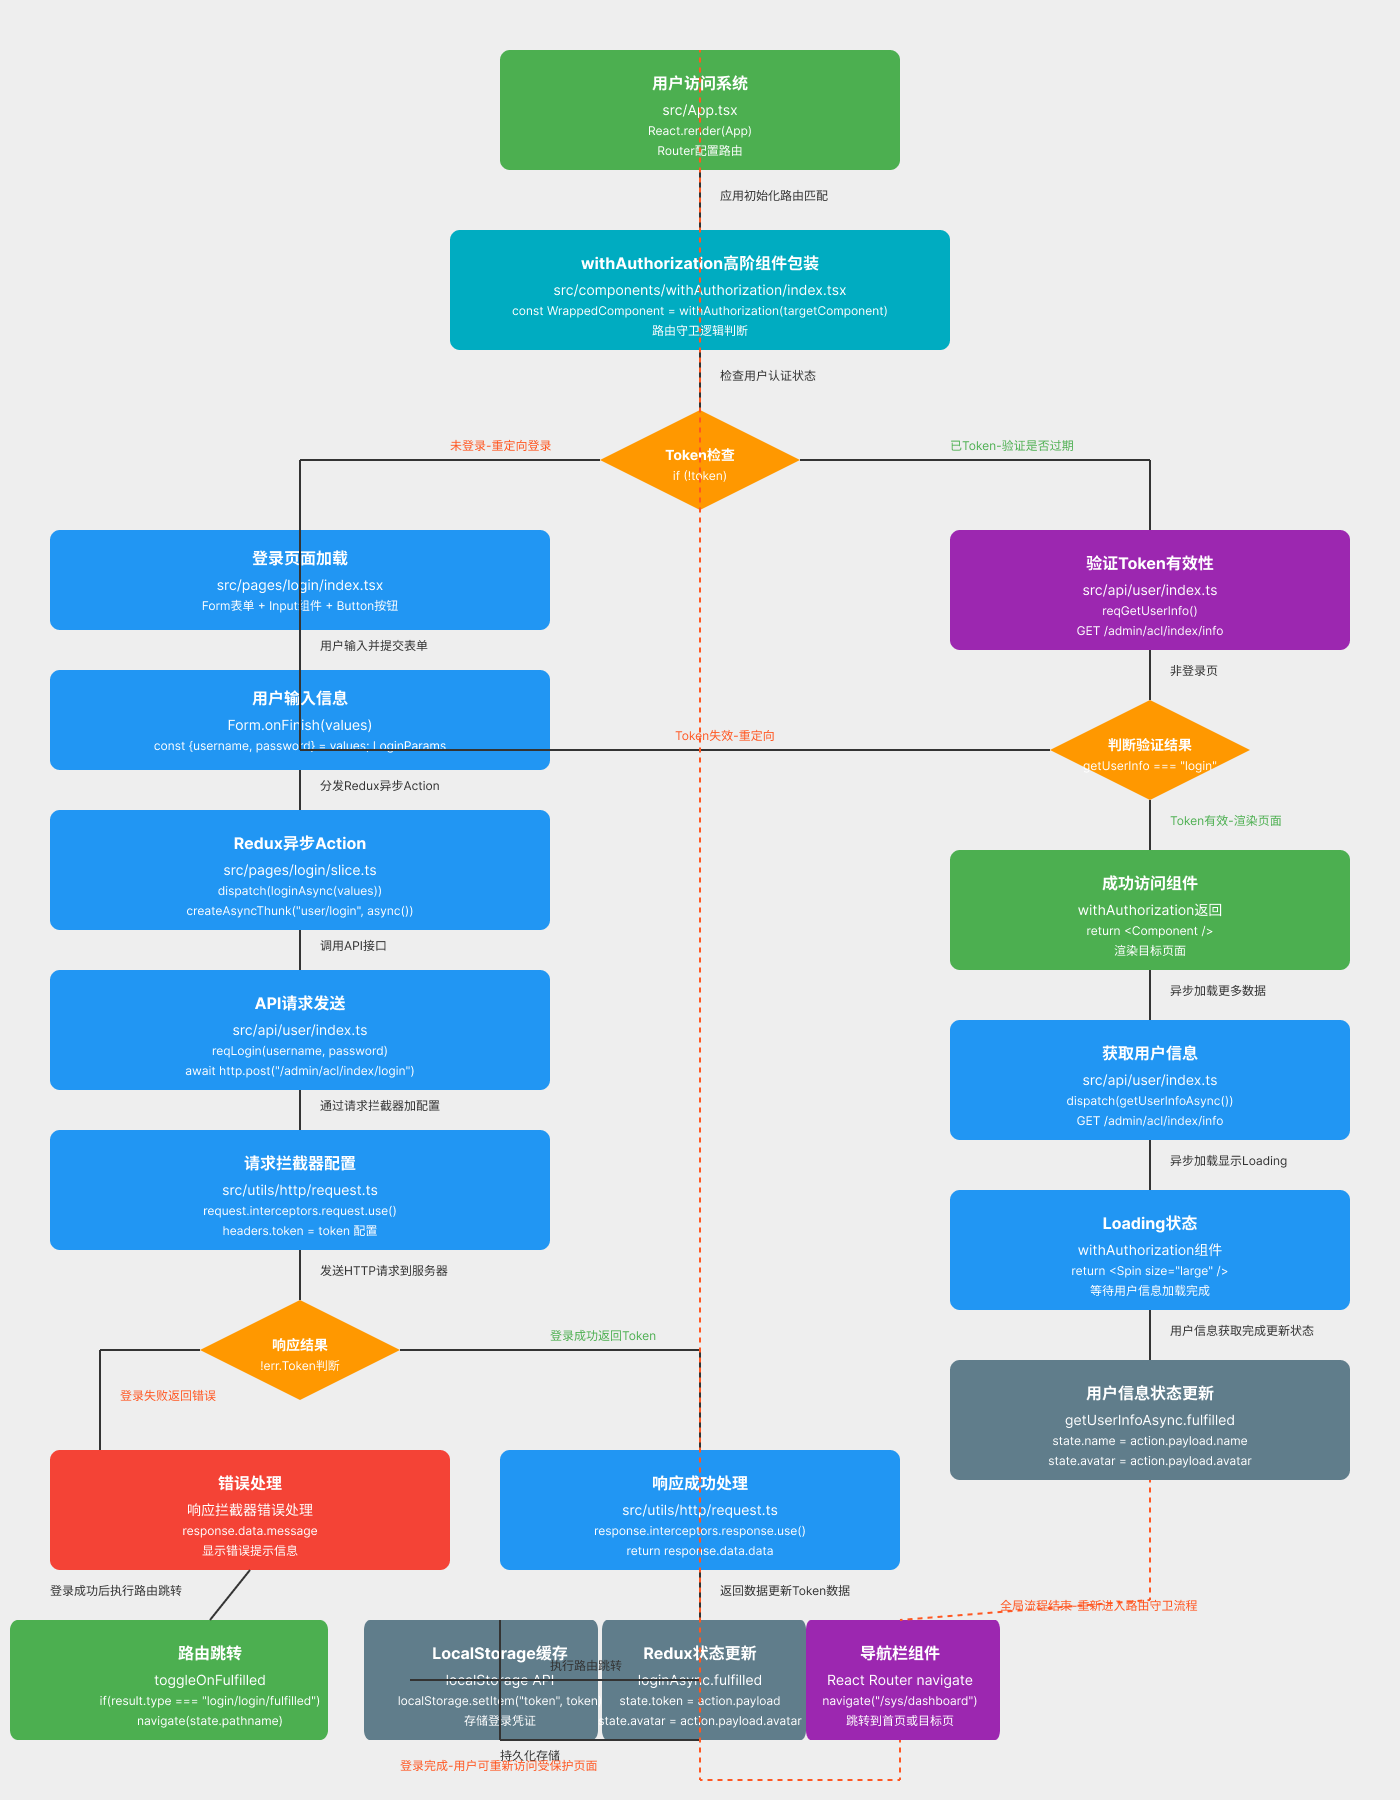 用户访问系统
src/App.tsx
React.render(App)
Router配置路由
应用初始化路由匹配
withAuthorization高阶组件包装
src/components/withAuthorization/index.tsx
const WrappedComponent = withAuthorization(targetComponent)
路由守卫逻辑判断
检查用户认证状态
未登录-重定向登录
Token检查
if (!token)
已Token-验证是否过期
登录页面加载
src/pages/login/index.tsx
Form表单 + Input组件 + Button按钮
用户输入并提交表单
用户输入信息
Form.onFinish(values)
const {username, password} = values: LoginParams
分发Redux异步Action
Redux异步Action
src/pages/login/slice.ts
dispatch(loginAsync(values))
createAsyncThunk("user/login", async())
调用API接口
API请求发送
src/api/user/index.ts
reqLogin(username, password)
await http.post("/admin/acl/index/login")
通过请求拦截器加配置
请求拦截器配置
src/utils/http/request.ts
request.interceptors.request.use()
headers.token = token 配置
发送HTTP请求到服务器
响应结果
!err.Token判断
登录失败返回错误
登录成功返回Token
验证Token有效性
src/api/user/index.ts
reqGetUserInfo()
GET /admin/acl/index/info
非登录页
Token失效-重定向
判断验证结果
getUserInfo === "login"
Token有效-渲染页面
成功访问组件
withAuthorization返回
return <Component />
渲染目标页面
异步加载更多数据
获取用户信息
src/api/user/index.ts
dispatch(getUserInfoAsync())
GET /admin/acl/index/info
异步加载显示Loading
Loading状态
withAuthorization组件
return <Spin size="large" />
等待用户信息加载完成
用户信息获取完成更新状态
用户信息状态更新
getUserInfoAsync.fulfilled
state.name = action.payload.name
state.avatar = action.payload.avatar
错误处理
响应拦截器错误处理
response.data.message
显示错误提示信息
登录成功后执行路由跳转
响应成功处理
src/utils/http/request.ts
response.interceptors.response.use()
return response.data.data
返回数据更新Token数据
全局流程结束-重新进入路由守卫流程
路由跳转
toggleOnFulfilled
if(result.type === "login/login/fulfilled")
navigate(state.pathname)
LocalStorage缓存
localStorage API
localStorage.setItem("token", token
存储登录凭证
执行路由跳转
Redux状态更新
loginAsync.fulfilled
state.token = action.payload
state.avatar = action.payload.avatar
导航栏组件
React Router navigate
navigate("/sys/dashboard")
跳转到首页或目标页
持久化存储
登录完成-用户可重新访问受保护页面